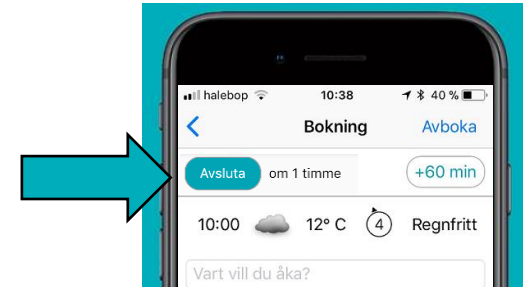 halebop 10:38 40 %
Bokning Avboka
Avsluta om 1 timme +60 min
10:00 12° C 4 Regnfritt
Vart vill du åka?